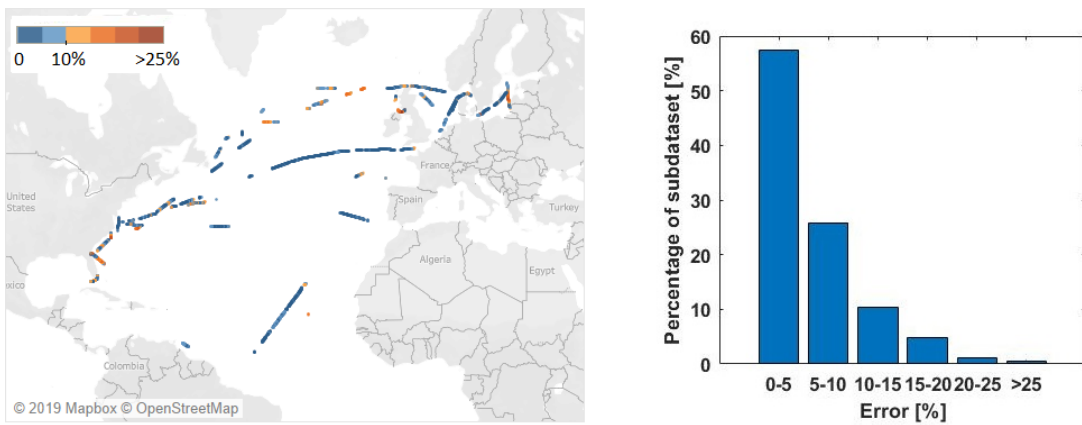 0 10% >25%
United
States
exico
Colombia
France
Spain
Turkey
Algeria
Egypt
© 2019 Mapbox © OpenStreetMap
Percentage of subdataset [%]
60
50
40
30
20
10
0
0-5 5-10 10-15 15-20 20-25 >25
Error [%]